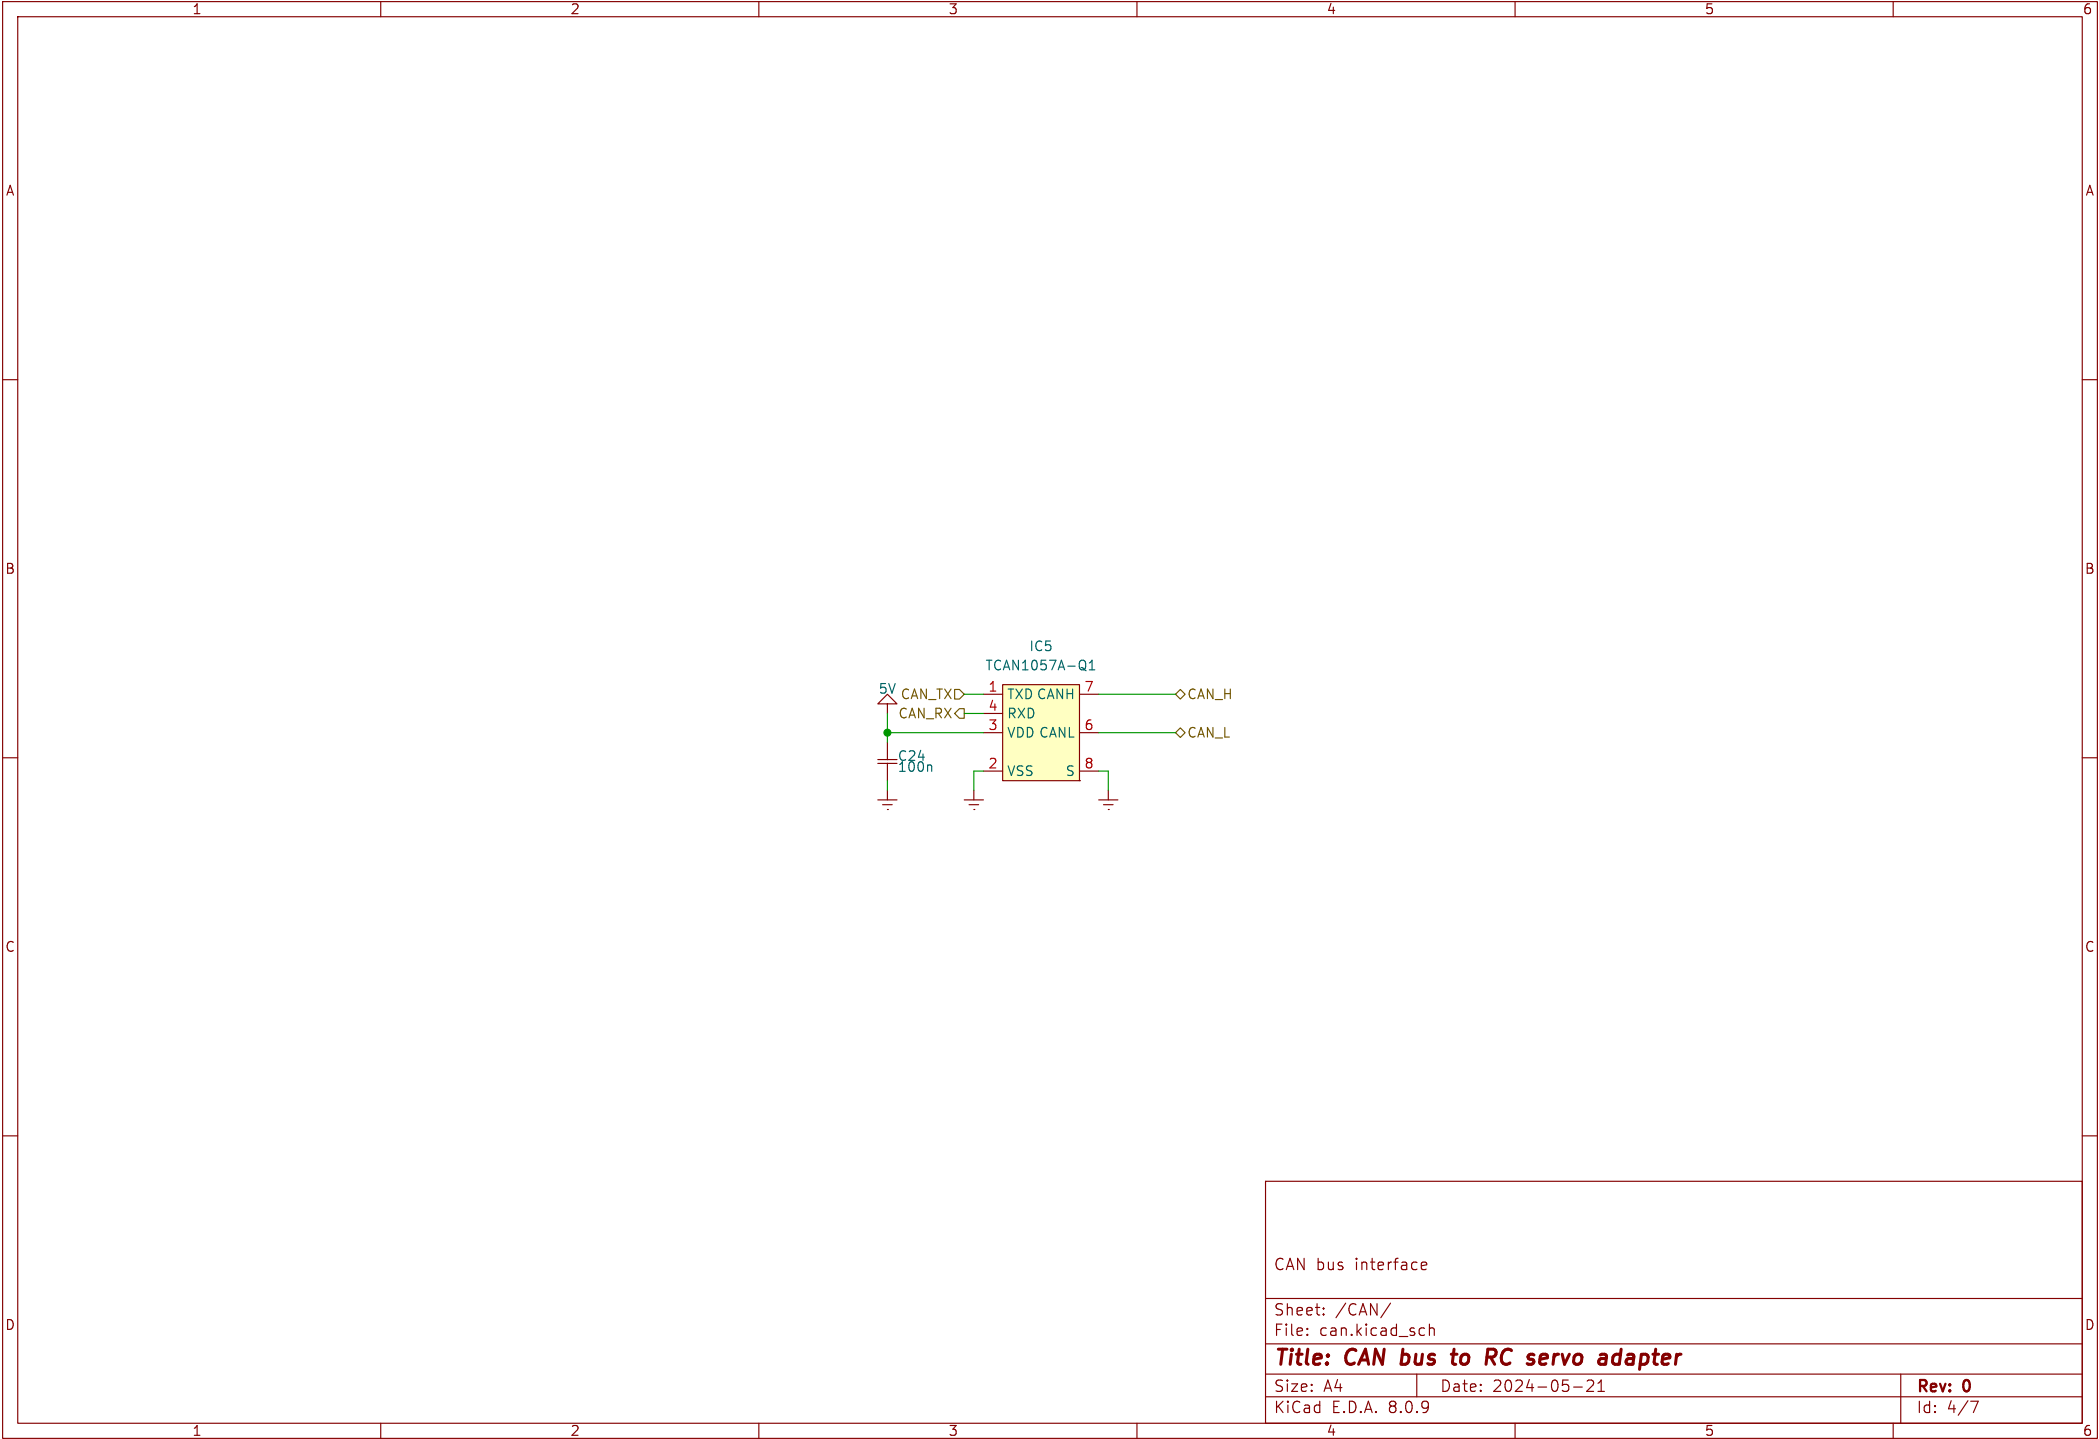 1 2 3 4 5 6
A A
B B
IC5
TCAN1057A-Q1
5V CAN_TX 1 TXD CANH 7 CAN_H
CAN_RX 4 RXD
3 VDD CANL 6 CAN_L
C24
100n
2 VSS S 8
C C
CAN bus interface
Sheet: /CAN/
D D
File: can.kicad_sch
Title: CAN bus to RC servo adapter
Size: A4 Date: 2024-05-21 Rev: 0
KiCad E.D.A. 8.0.9 Id: 4/7
1 2 3 4 5 6